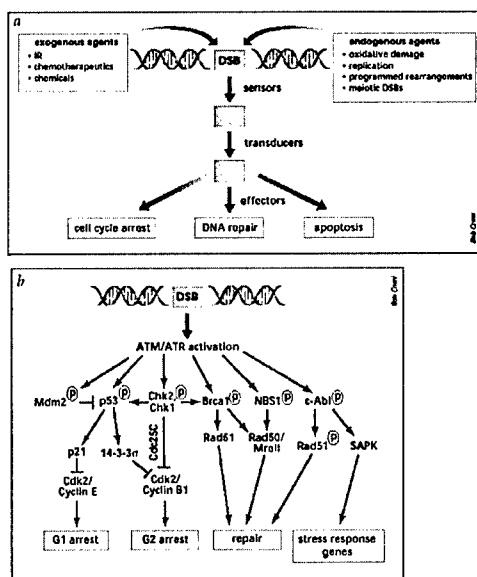 a
exogenous agents
• IR
• chemotherapeutics
• chemicals
DSB
endogenous agents
• oxidative damage
• replication
• programmed rearrangements
• meiotic DSBs
sensors
transducers
effectors
cell cycle arrest
DNA repair
apoptosis
b
DSB
ATM/ATR activation
Mdm2 P
p53 P
Chk2, P
Chk1
Brca1 P
NBS1 P
c-Abl P
p21
14-3-3σ
Cdc25C
Rad51
Rad50/
Mre11
Rad51 P
SAPK
Cdk2/
Cyclin E
Cdk2/
Cyclin B1
G1 arrest
G2 arrest
repair
stress response
genes